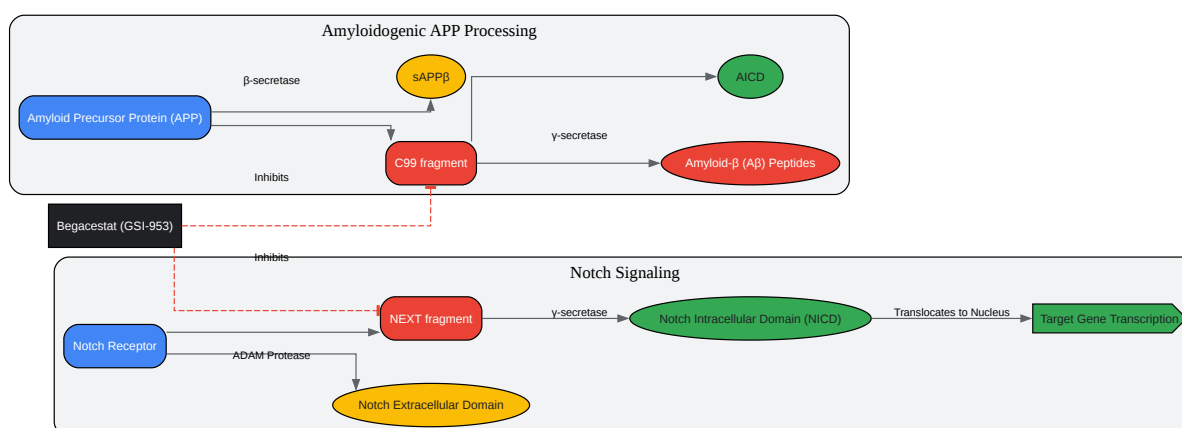 Amyloidogenic APP Processing
β-secretase
sAPPβ
AICD
Amyloid Precursor Protein (APP)
γ-secretase
C99 fragment
Amyloid-β (Aβ) Peptides
Inhibits
Begacestat (GSI-953)
Inhibits
Notch Signaling
NEXT fragment
γ-secretase
Notch Intracellular Domain (NICD)
Translocates to Nucleus
Target Gene Transcription
Notch Receptor
ADAM Protease
Notch Extracellular Domain